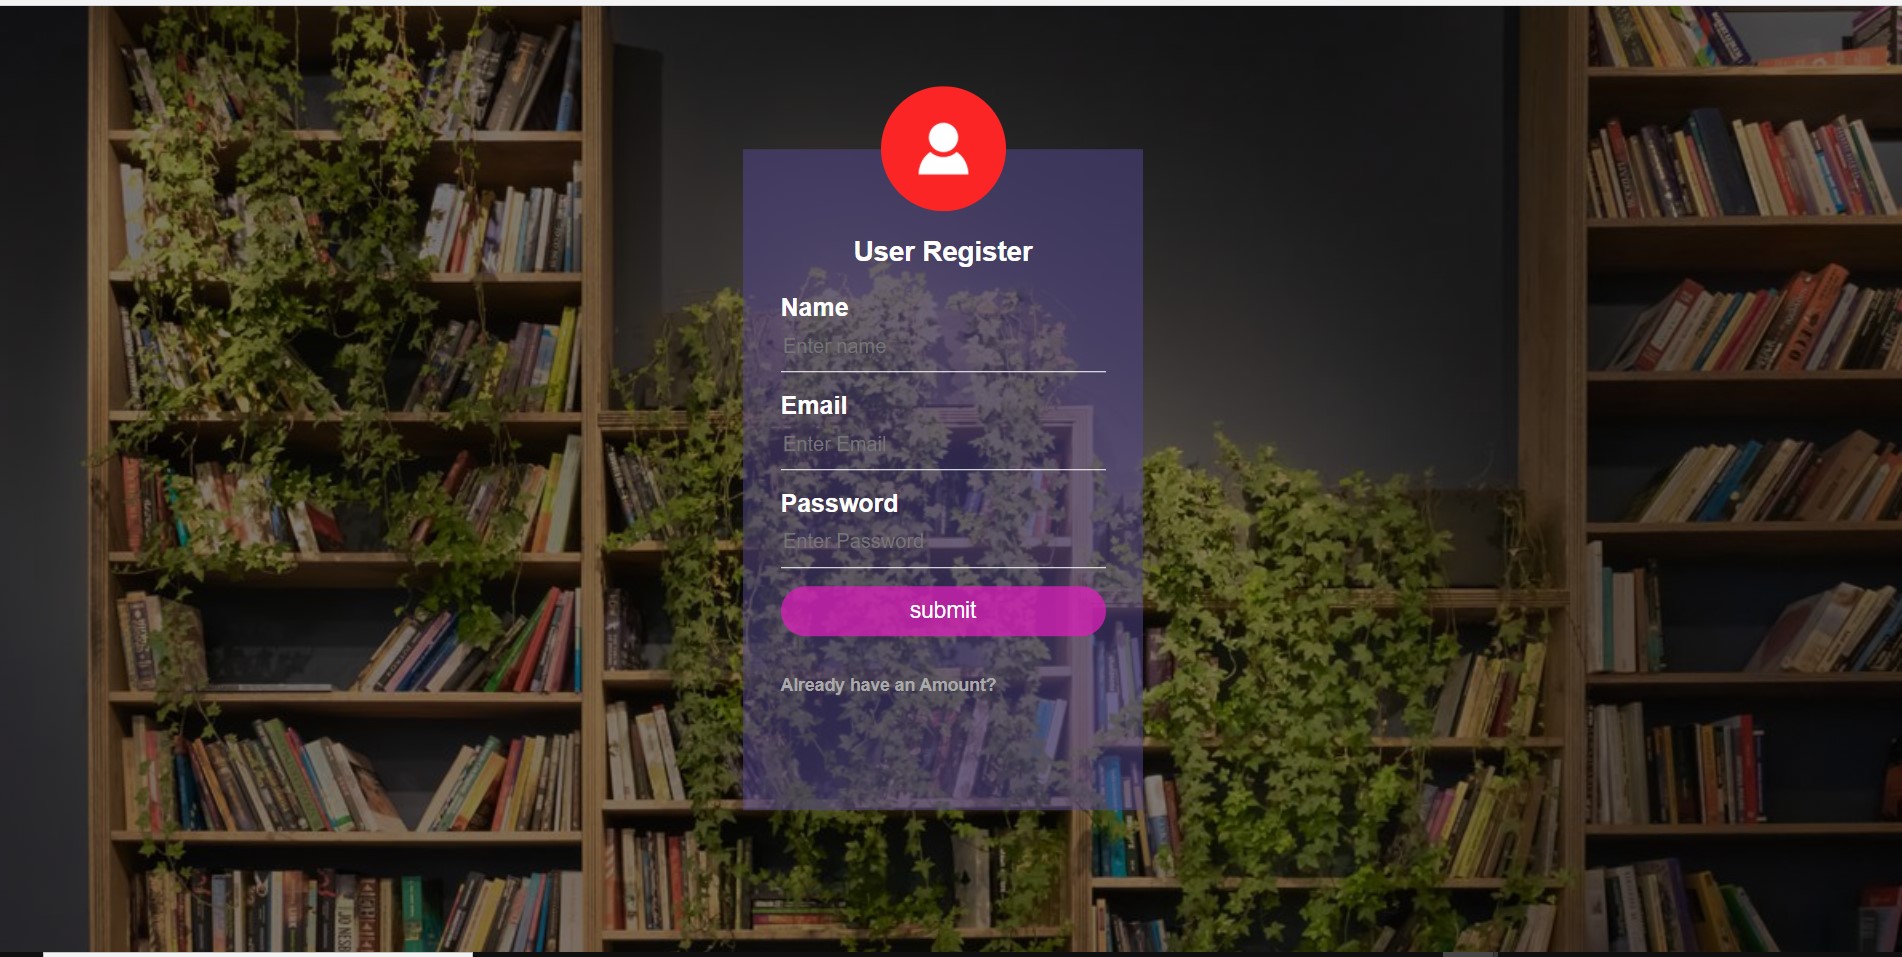 User Register
Name
Enter name
Email
Enter Email
Password
Enter Password
submit
Already have an Amount?